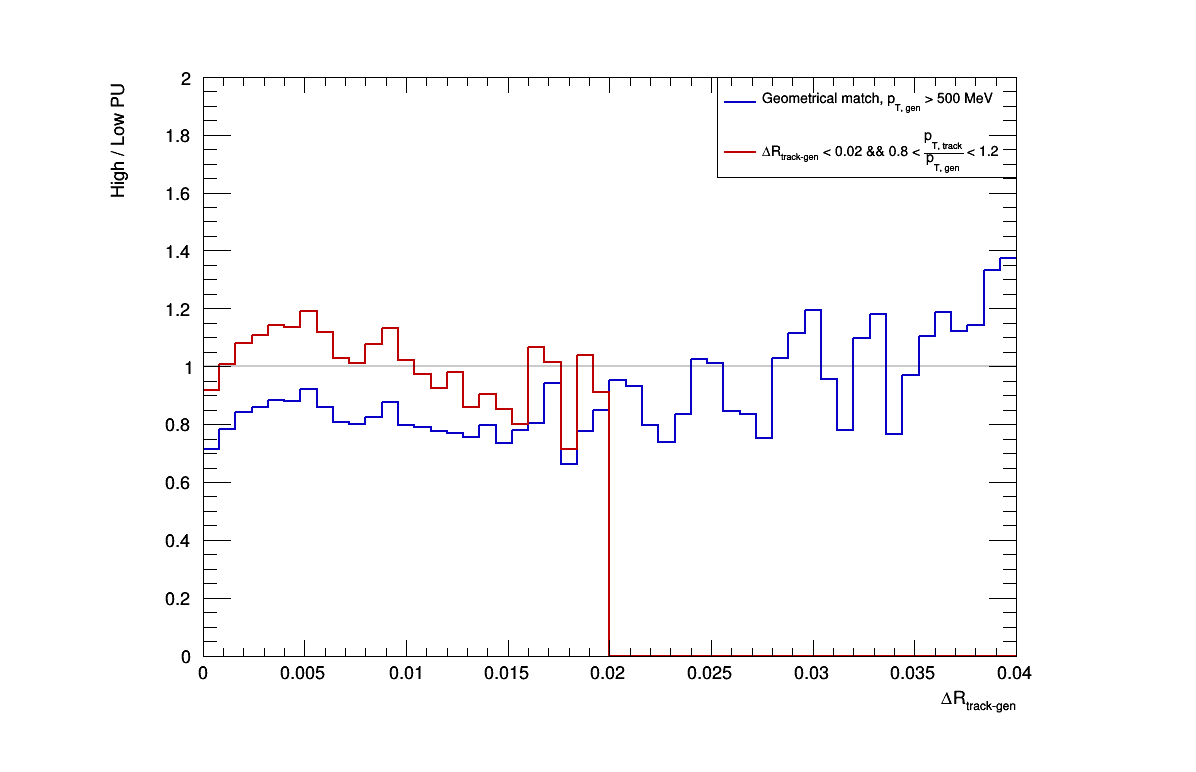 High / Low PU
2
1.8
1.6
1.4
1.2
1
0.8
0.6
0.4
0.2
0
Geometrical match, p_T, gen > 500 MeV
ΔR_track-gen < 0.02 && 0.8 < p_T, track / p_T, gen < 1.2
0 0.005 0.01 0.015 0.02 0.025 0.03 0.035 0.04
ΔR_track-gen